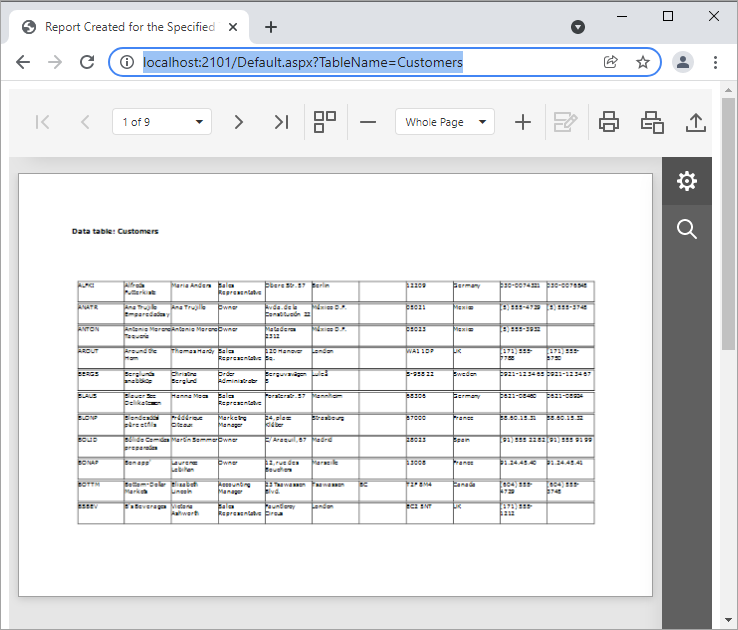 Report Created for the Specified
localhost:2101/Default.aspx?TableName=Customers
1 of 9
Whole Page
Data table: Customers
ALFKI Alfreds Futterkiste Maria Anders Sales Representative Obere Str. 57 Berlin 12209 Germany 030-0074321 030-0076545
ANATR Ana Trujillo Emparedados y Ana Trujillo Owner Avda. de la Constitución 22 México D.F. 05021 Mexico (5) 555-4729 (5) 555-3745
ANTON Antonio Moreno Taquería Antonio Moreno Owner Mataderos 2312 México D.F. 05023 Mexico (5) 555-3932
AROUT Around the Horn Thomas Hardy Sales Representative 120 Hanover Sq. London WA1 1DP UK (171) 555-7788 (171) 555-6750
BERGS Berglunds snabbköp Christina Berglund Order Administrator Berguvsvägen 8 Luleå S-958 22 Sweden 0921-12 34 65 0921-12 34 67
BLAUS Blauer See Delikatessen Hanna Moos Sales Representative Forsterstr. 57 Mannheim 68306 Germany 0621-08460 0621-08924
BLONP Blondesddsl père et fils Frédérique Citeaux Marketing Manager 24, place Kléber Strasbourg 67000 France 88.60.15.31 88.60.15.32
BOLID Bólido Comidas preparadas Martín Sommer Owner C/ Araquil, 67 Madrid 28023 Spain (91) 555 22 82 (91) 555 91 99
BONAP Bon app' Laurence Lebihan Owner 12, rue des Bouchers Marseille 13008 France 91.24.45.40 91.24.45.41
BOTTM Bottom-Dollar Markets Elizabeth Lincoln Accounting Manager 23 Tsawassen Blvd. Tsawassen BC T2F 8M4 Canada (604) 555-4729 (604) 555-3745
BSBEV B's Beverages Victoria Ashworth Sales Representative Fauntleroy Circus London EC2 5NT UK (171) 555-1212